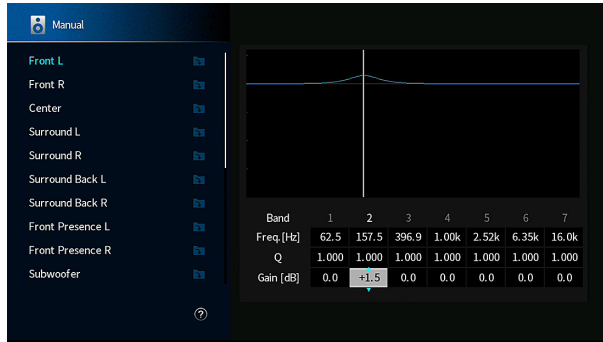 Manual
Front L
Front R
Center
Surround L
Surround R
Surround Back L
Surround Back R
Front Presence L
Front Presence R
Subwoofer
?
Band 1 2 3 4 5 6 7
Freq.[Hz] 62.5 157.5 396.9 1.00k 2.52k 6.35k 16.0k
Q 1.000 1.000 1.000 1.000 1.000 1.000 1.000
Gain [dB] 0.0 +1.5 0.0 0.0 0.0 0.0 0.0